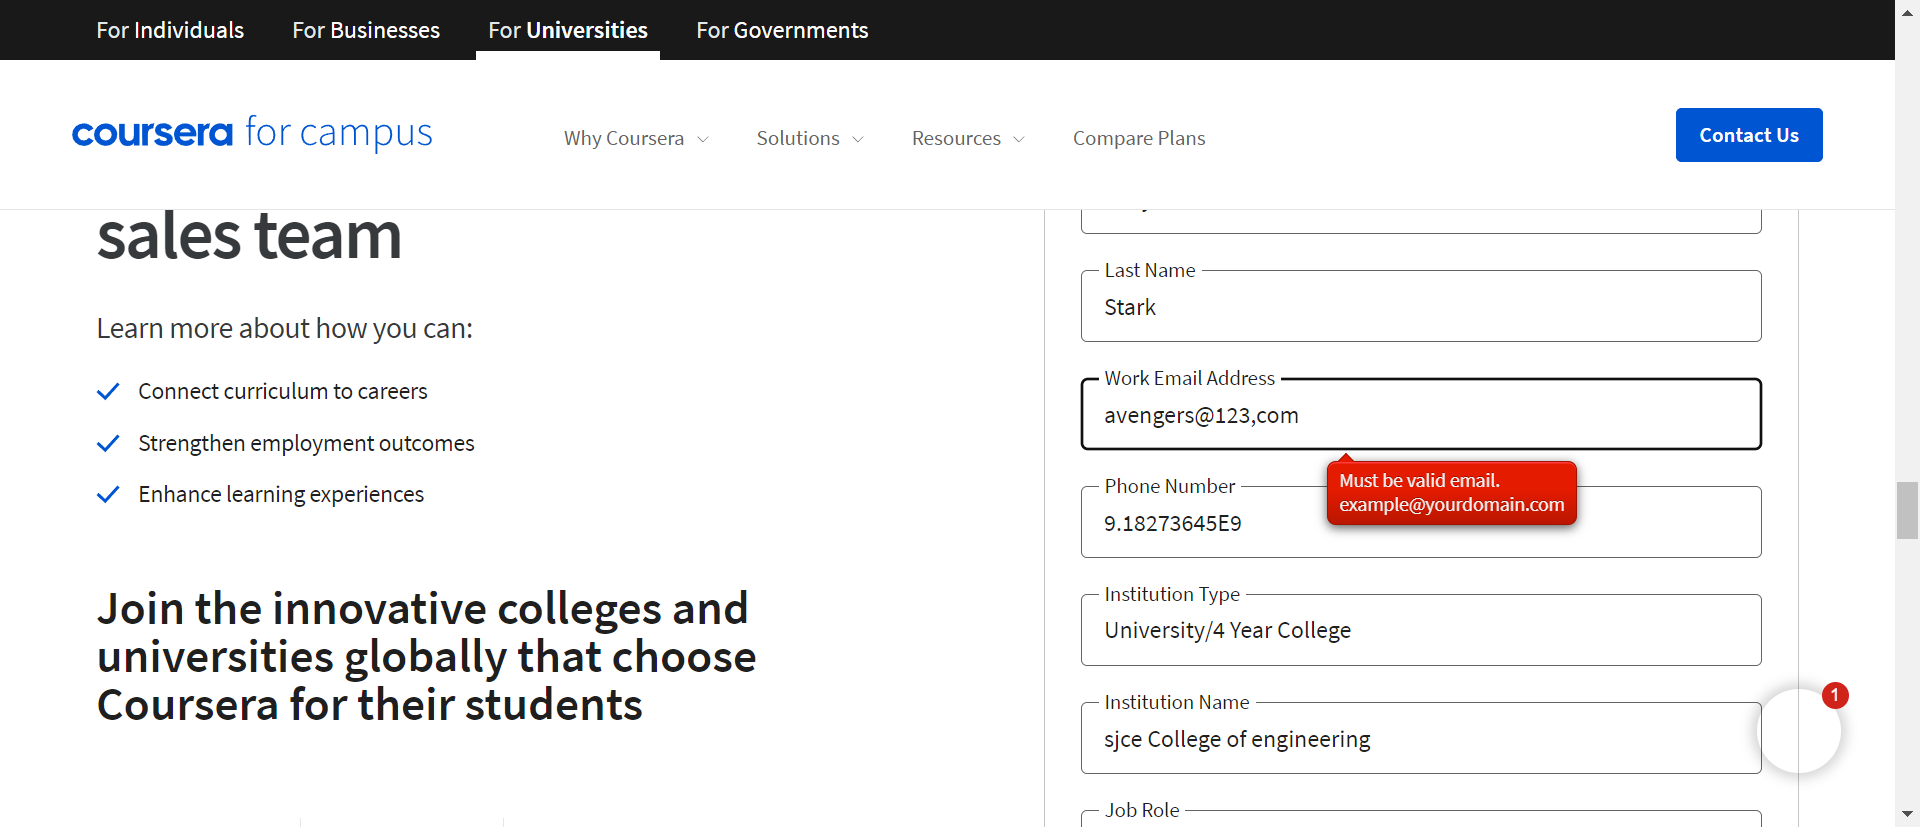 For Individuals
For Businesses
For Universities
For Governments
coursera for campus
Why Coursera
Solutions
Resources
Compare Plans
Contact Us
sales team
Learn more about how you can:
Connect curriculum to careers
Strengthen employment outcomes
Enhance learning experiences
Join the innovative colleges and
universities globally that choose
Coursera for their students
Last Name
Stark
Work Email Address
avengers@123,com
Must be valid email.
example@yourdomain.com
Phone Number
9.18273645E9
Institution Type
University/4 Year College
Institution Name
sjce College of engineering
1
Job Role